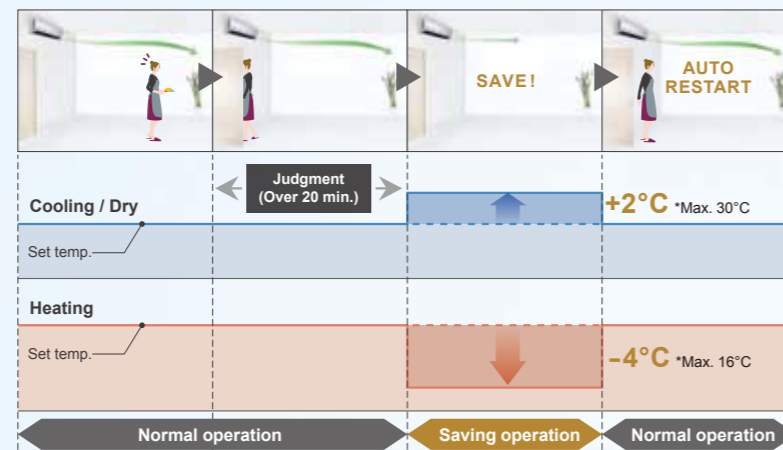 SAVE!
AUTO
RESTART
Judgment
(Over 20 min.)
Cooling / Dry
+2°C *Max. 30°C
Set temp.
Heating
Set temp.
–4°C *Max. 16°C
Normal operation
Saving operation
Normal operation